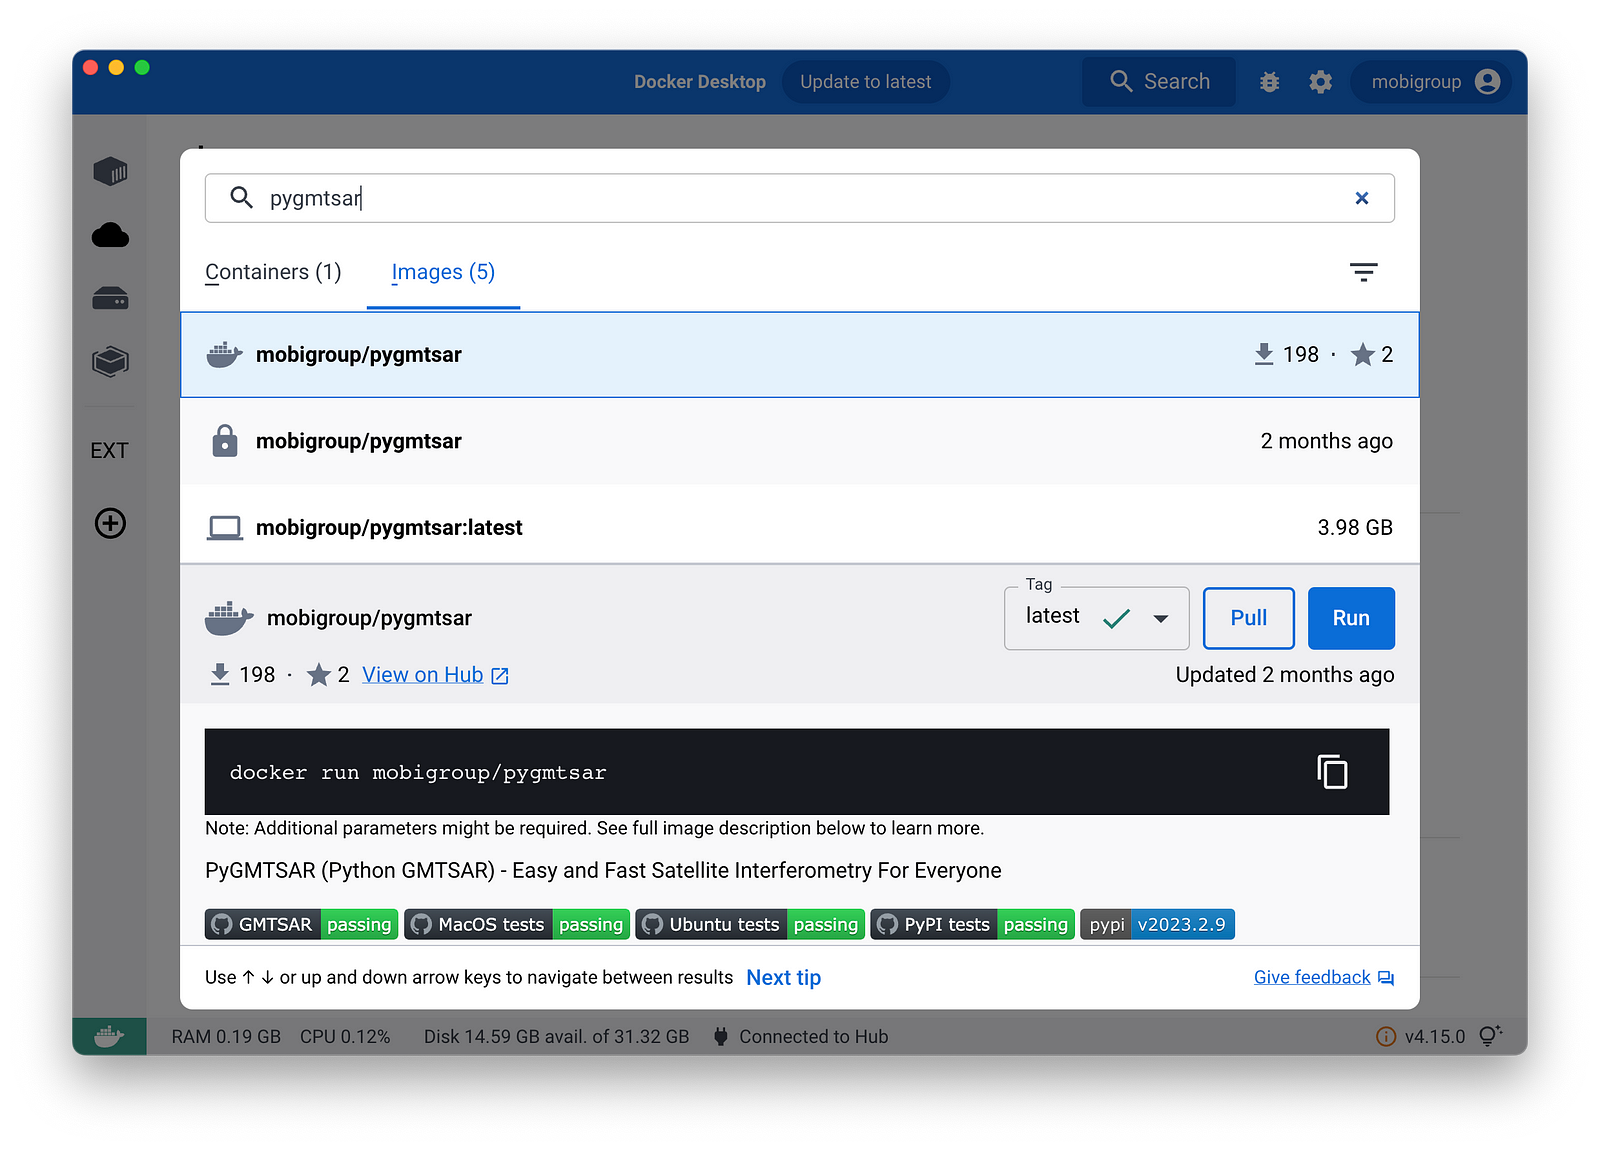 Docker Desktop Update to latest Search mobigroup
pygmtsar
Containers (1) Images (5)
mobigroup/pygmtsar 198 · 2
mobigroup/pygmtsar 2 months ago
EXT
mobigroup/pygmtsar:latest 3.98 GB
Tag
mobigroup/pygmtsar latest Pull Run
198 · 2 View on Hub Updated 2 months ago
docker run mobigroup/pygmtsar
Note: Additional parameters might be required. See full image description below to learn more.
PyGMTSAR (Python GMTSAR) - Easy and Fast Satellite Interferometry For Everyone
GMTSAR passing MacOS tests passing Ubuntu tests passing PyPI tests passing pypi v2023.2.9
Use ↑ ↓ or up and down arrow keys to navigate between results Next tip Give feedback
RAM 0.19 GB CPU 0.12% Disk 14.59 GB avail. of 31.32 GB Connected to Hub v4.15.0